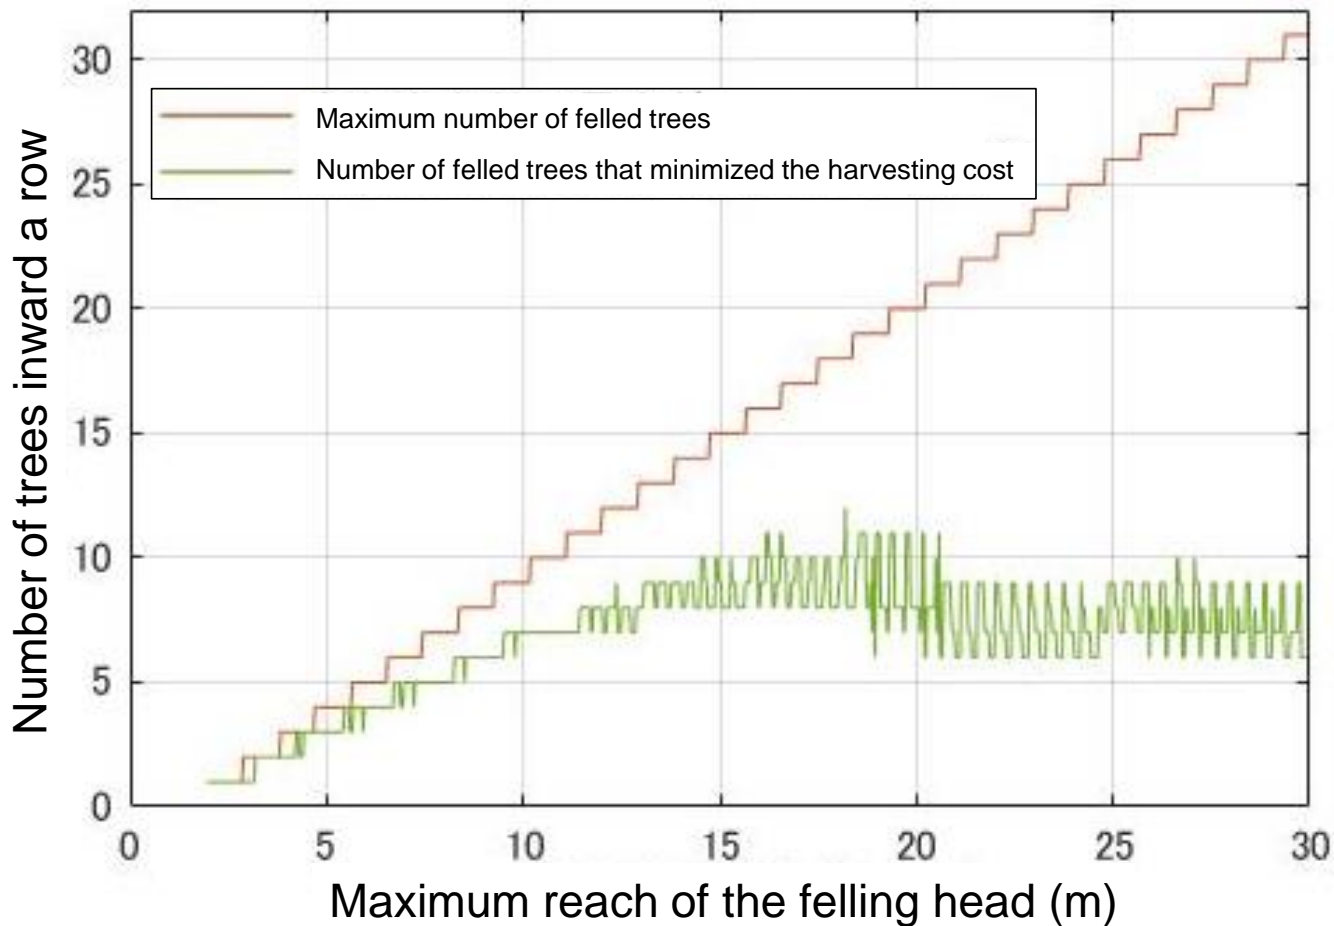 30
25
20
15
10
5
0
Number of trees inward a row
Maximum number of felled trees
Number of felled trees that minimized the harvesting cost
0 5 10 15 20 25 30
Maximum reach of the felling head (m)